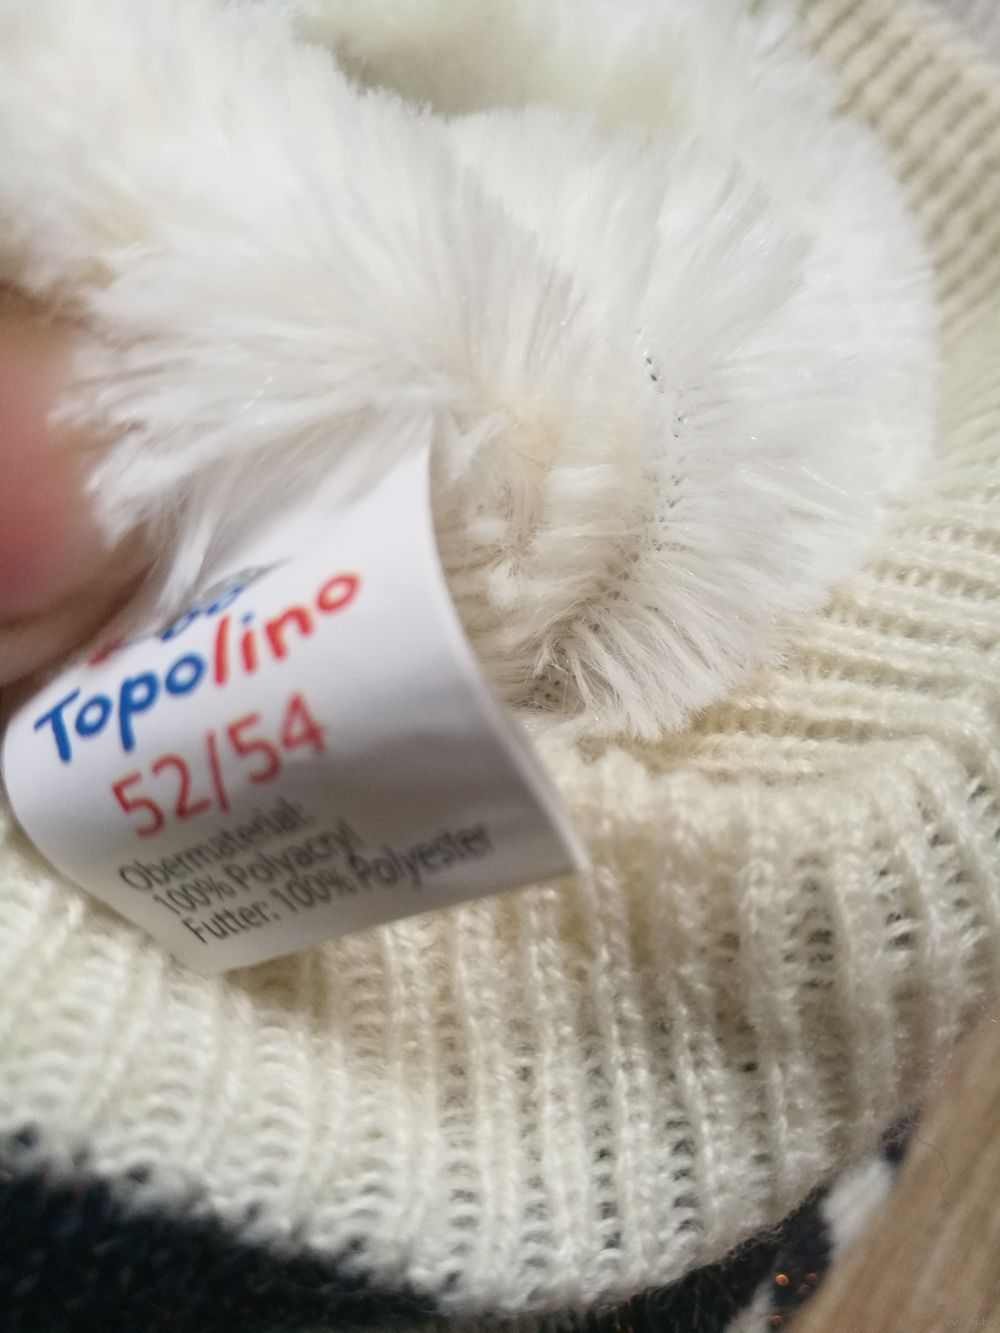 Topolino
52/54
Obermaterial:
100% Polyacryl
Futter: 100% Polyester